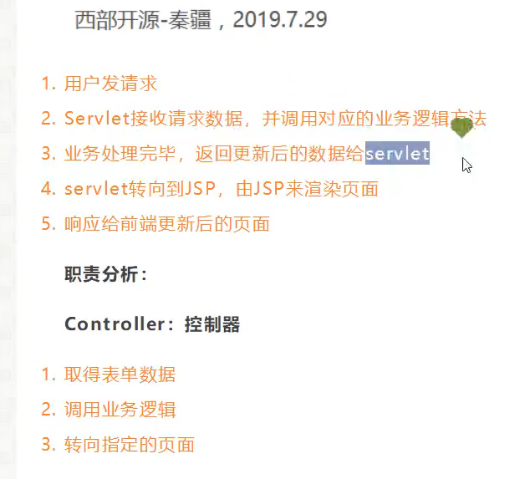 西部开源-秦疆，2019.7.29
1. 用户发请求
2. Servlet接收请求数据，并调用对应的业务逻辑方法
3. 业务处理完毕，返回更新后的数据给servlet
4. servlet转向到JSP，由JSP来渲染页面
5. 响应给前端更新后的页面
职责分析：
Controller：控制器
1. 取得表单数据
2. 调用业务逻辑
3. 转向指定的页面